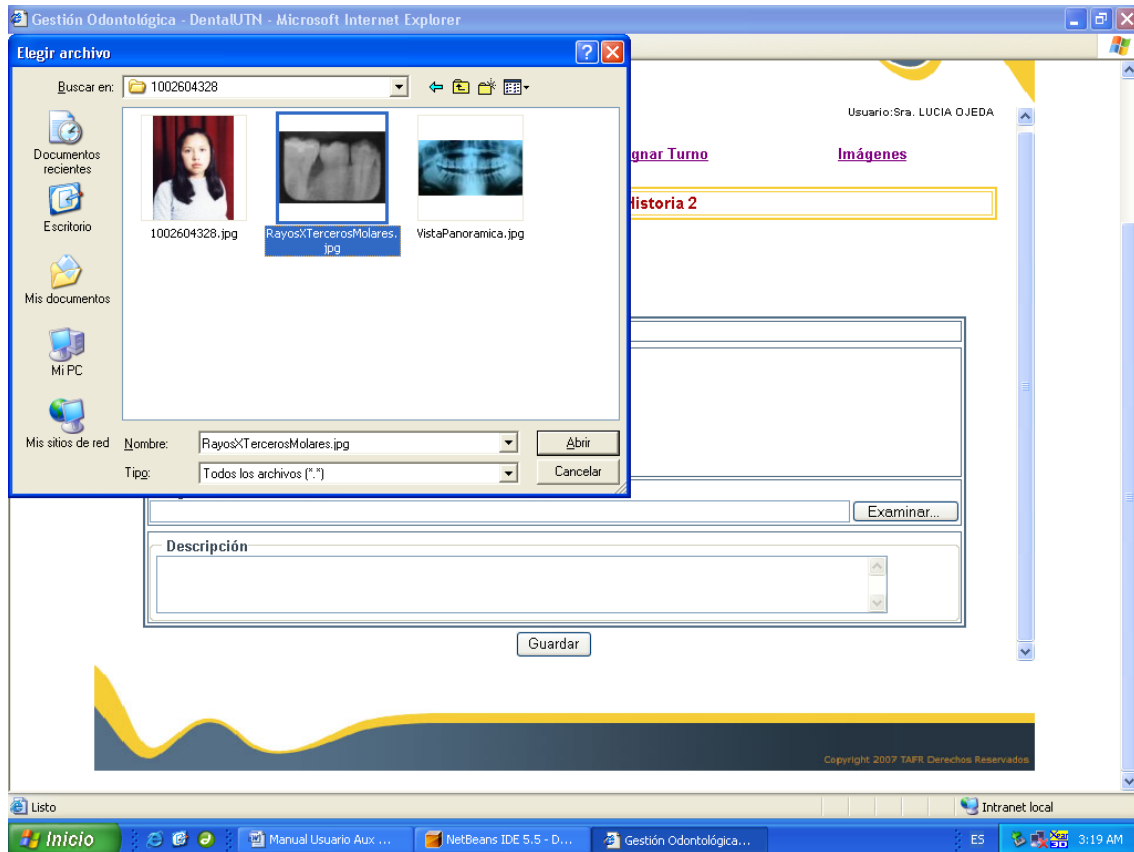 Gestión Odontológica - DentalUTN - Microsoft Internet Explorer
Elegir archivo
Buscar en:
1002604328
Documentos
recientes
Escritorio
Mis documentos
Mi PC
Mis sitios de red
1002604328.jpg
RayosXTercerosMolares.
jpg
VistaPanoramica.jpg
Nombre:
RayosXTercerosMolares.jpg
Abrir
Tipo:
Todos los archivos (*.*)
Cancelar
Usuario:Sra. LUCIA OJEDA
gnar Turno
Imágenes
Historia 2
Examinar...
Descripción
Guardar
Copyright 2007 TAFR Derechos Reservados
Listo
Intranet local
Inicio
Manual Usuario Aux ...
NetBeans IDE 5.5 - D...
Gestión Odontológica...
ES
3:19 AM